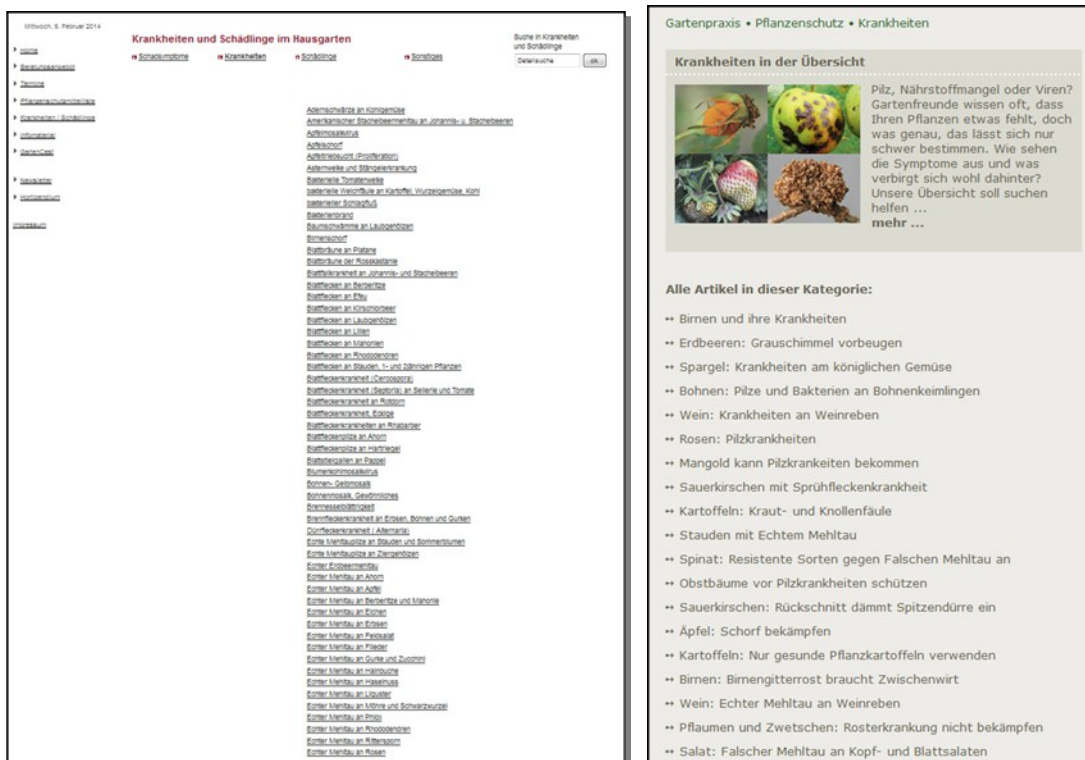 Mittwoch, 5. Februar 2014
Home
Beratungsangebot
Termine
Pflanzenschutzmittelliste
Krankheiten / Schädlinge
Infomaterial
GartenCast
Newsletter
Hortigendium
Impressum
Krankheiten und Schädlinge im Hausgarten
Schadsymptome
Krankheiten
Schädlinge
Sonstiges
Suche in Krankheiten
und Schädlinge
Detailsuche
ok
Adernschwärze an Kohlgemüse
Amerikanischer Stachelbeermehltau an Johannis- u. Stachelbeeren
Apfelmosaikvirus
Apfelschorf
Apfeltriebsucht (Proliferation)
Asternwelke und Stängelerkrankung
Bakterielle Tomatenwelke
bakterielle Weichfäule an Kartoffel, Wurzelgemüse, Kohl
bakterieller Schlagfluß
Bakterienbrand
Baumschwämme an Laubgehölzen
Birnenschorf
Blattbräune an Platane
Blattbräune der Rosskastanie
Blattfallkrankheit an Johannis- und Stachelbeeren
Blattflecken an Berberitze
Blattflecken an Efeu
Blattflecken an Kirschlorbeer
Blattflecken an Laubgehölzen
Blattflecken an Lilien
Blattflecken an Mahonien
Blattflecken an Rhododendren
Blattflecken an Stauden, 1- und 2jährigen Pflanzen
Blattfleckenkrankheit (Cercospora)
Blattfleckenkrankheit (Septoria) an Sellerie und Tomate
Blattfleckenkrankheit an Rotdorn
Blattfleckenkrankheit, Eckige
Blattfleckenkrankheiten an Rhabarber
Blattfleckenpilze an Ahorn
Blattfleckenpilze an Hartriegel
Blattstielgallen an Pappel
Blumenkohlmosaikvirus
Bohnen- Gelbmosaik
Bohnenmosaik, Gewöhnliches
Brennesselblättrigkeit
Brennfleckenkrankheit an Erbsen, Bohnen und Gurken
Dürrfleckenkrankheit ( Alternaria)
Echte Mehltaupilze an Stauden und Sommerblumen
Echte Mehltaupilze an Ziergehölzen
Echter Erdbeermehltau
Echter Mehltau an Ahorn
Echter Mehltau an Apfel
Echter Mehltau an Berberitze und Mahonie
Echter Mehltau an Eichen
Echter Mehltau an Erbsen
Echter Mehltau an Feldsalat
Echter Mehltau an Flieder
Echter Mehltau an Gurke und Zucchini
Echter Mehltau an Hainbuche
Echter Mehltau an Haselnuss
Echter Mehltau an Liguster
Echter Mehltau an Möhre und Schwarzwurzel
Echter Mehltau an Phlox
Echter Mehltau an Rhododendren
Echter Mehltau an Rittersporn
Echter Mehltau an Rosen
Gartenpraxis • Pflanzenschutz • Krankheiten
Krankheiten in der Übersicht
Pilz, Nährstoffmangel oder Viren?
Gartenfreunde wissen oft, dass
Ihren Pflanzen etwas fehlt, doch
was genau, das lässt sich nur
schwer bestimmen. Wie sehen
die Symptome aus und was
verbirgt sich wohl dahinter?
Unsere Übersicht soll suchen
helfen ...
mehr ...
Alle Artikel in dieser Kategorie:
↔ Birnen und ihre Krankheiten
↔ Erdbeeren: Grauschimmel vorbeugen
↔ Spargel: Krankheiten am königlichen Gemüse
↔ Bohnen: Pilze und Bakterien an Bohnenkeimlingen
↔ Wein: Krankheiten an Weinreben
↔ Rosen: Pilzkrankheiten
↔ Mangold kann Pilzkrankeiten bekommen
↔ Sauerkirschen mit Sprühfleckenkrankheit
↔ Kartoffeln: Kraut- und Knollenfäule
↔ Stauden mit Echtem Mehltau
↔ Spinat: Resistente Sorten gegen Falschen Mehltau an
↔ Obstbäume vor Pilzkrankheiten schützen
↔ Sauerkirschen: Rückschnitt dämmt Spitzendürre ein
↔ Äpfel: Schorf bekämpfen
↔ Kartoffeln: Nur gesunde Pflanzkartoffeln verwenden
↔ Birnen: Birnengitterrost braucht Zwischenwirt
↔ Wein: Echter Mehltau an Weinreben
↔ Pflaumen und Zwetschen: Rosterkrankung nicht bekämpfen
↔ Salat: Falscher Mehltau an Kopf- und Blattsalaten